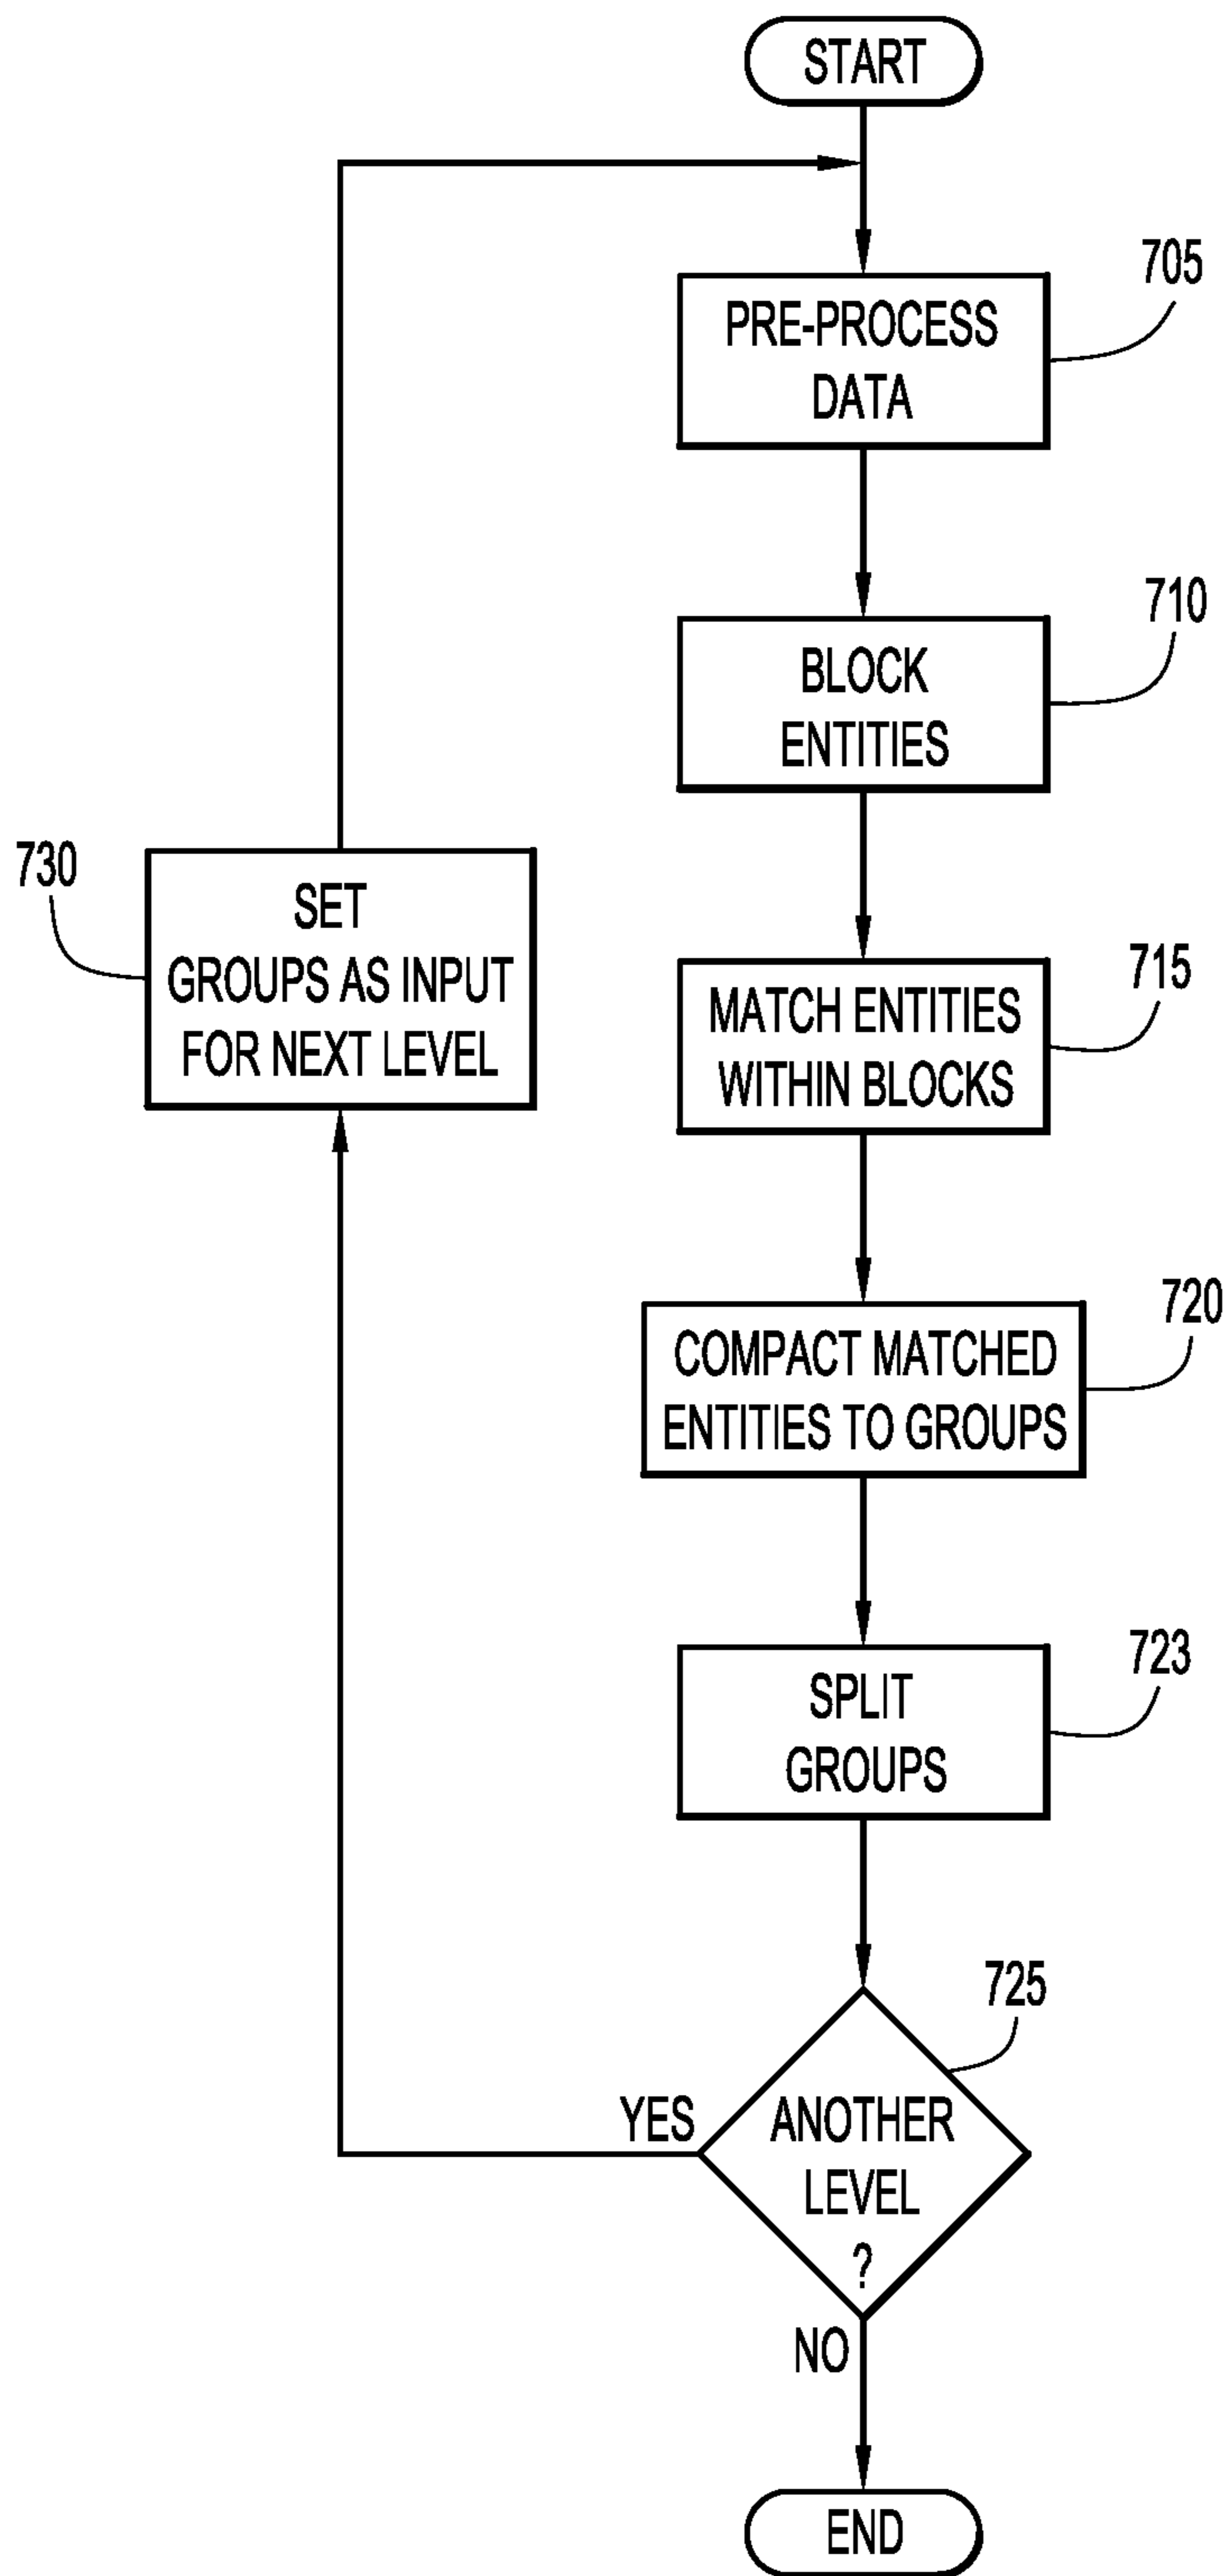 START
705
PRE-PROCESS
DATA
710
BLOCK
ENTITIES
730
SET
GROUPS AS INPUT
FOR NEXT LEVEL
715
MATCH ENTITIES
WITHIN BLOCKS
720
COMPACT MATCHED
ENTITIES TO GROUPS
723
SPLIT
GROUPS
725
YES
ANOTHER
LEVEL
?
NO
END